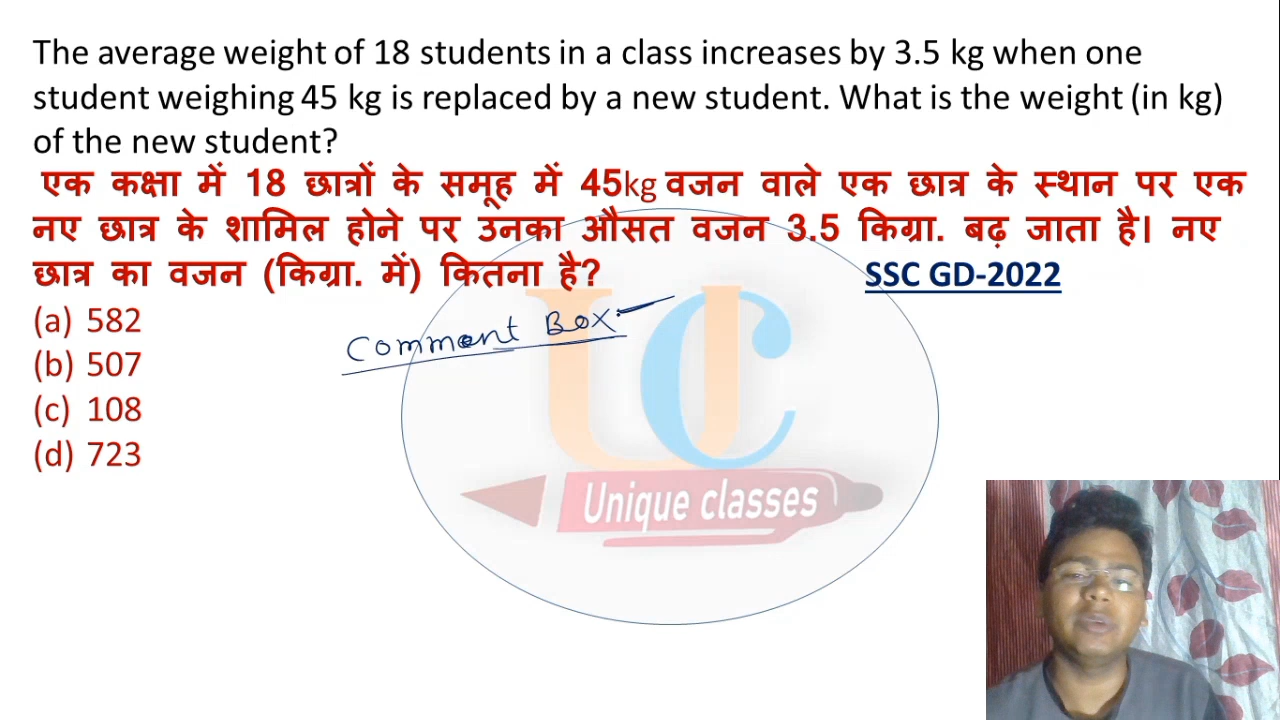 The average weight of 18 students in a class increases by 3.5 kg when one
student weighing 45 kg is replaced by a new student. What is the weight (in kg)
of the new student?
एक कक्षा में 18 छात्रों के समूह में 45kg वजन वाले एक छात्र के स्थान पर एक
नए छात्र के शामिल होने पर उनका औसत वजन 3.5 किग्रा. बढ़ जाता है। नए
छात्र का वजन (किग्रा. में) कितना है? SSC GD-2022
(a) 582
Comment Box:
(b) 507
(c) 108
(d) 723
UC
Unique classes